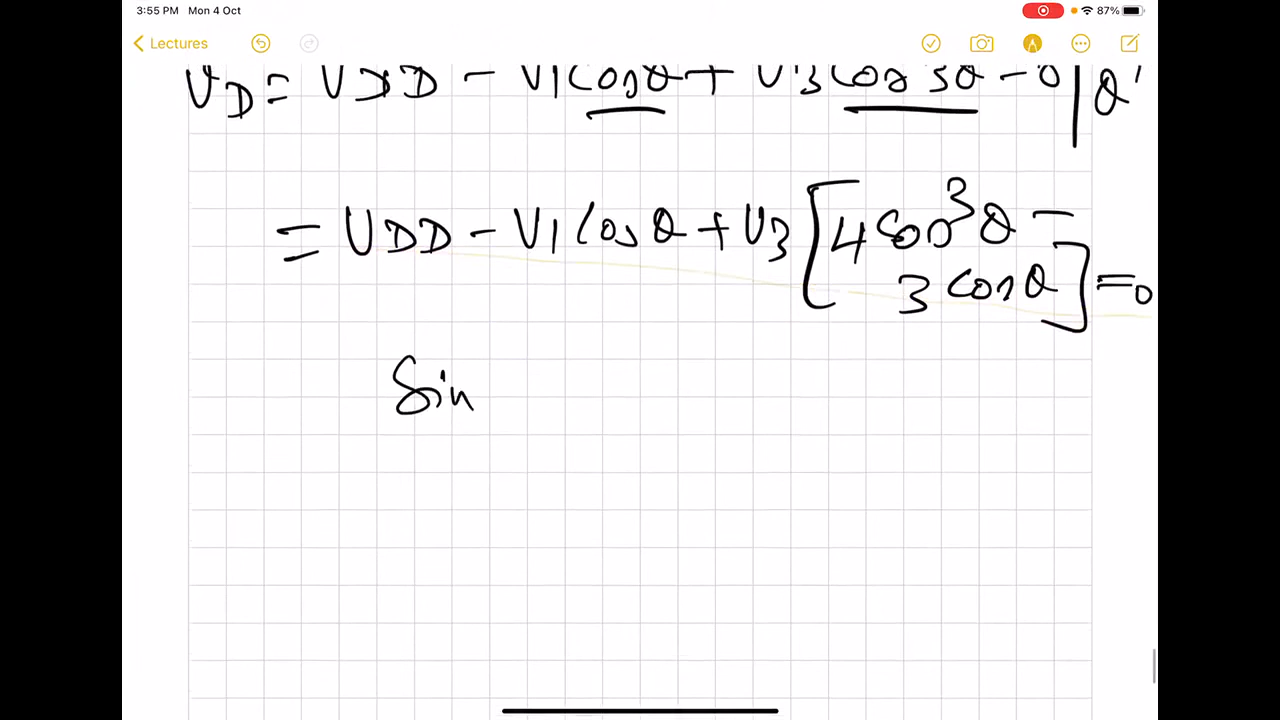 3:55 PM Mon 4 Oct 87%
Lectures
VD = VDD - V1 Cos θ + V3 Cos 3θ = 0 | θ'
= VDD - V1 Cos θ + V3 [ 4 Cos³ θ -
3 Cos θ ] = 0
Sin